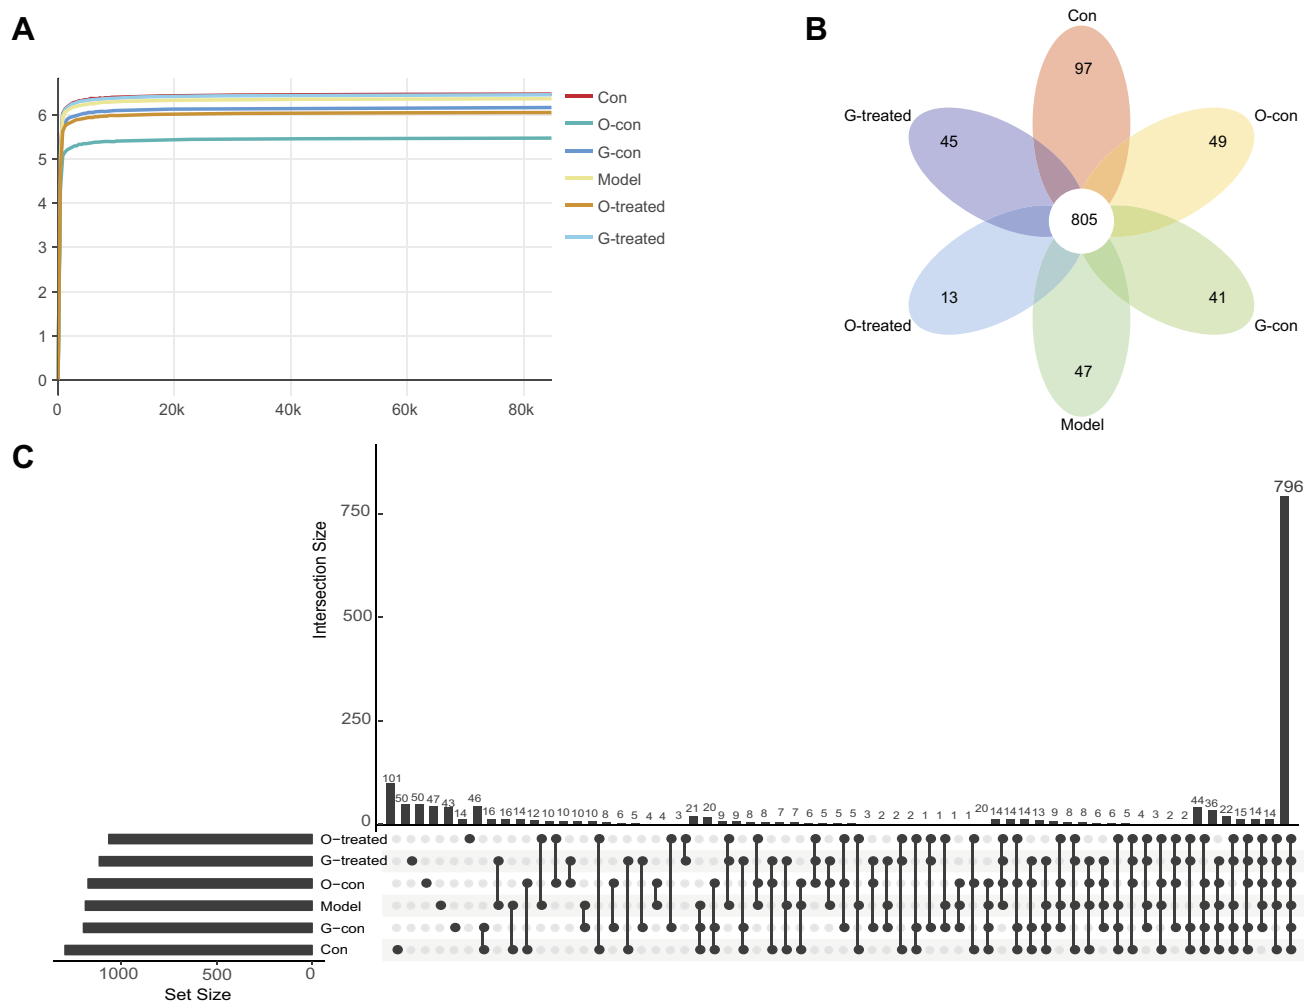 A
6
5
4
3
2
1
0
0 20k 40k 60k 80k
Con
O-con
G-con
Model
O-treated
G-treated
B
Con
97
G-treated
45
O-con
49
805
O-treated
13
G-con
41
47
Model
C
Intersection Size
750
500
250
0
796
101 50 50 47 43 14 46 16 16 14 12 10 10 10 10 8 6 5 4 4 3 21 20 9 9 8 8 7 7 6 5 5 5 3 2 2 2 1 1 1 1 20 14 14 14 13 9 8 8 6 6 5 4 3 2 2 44 36 22 15 14 14
O-treated
G-treated
O-con
Model
G-con
Con
1000 500 0
Set Size